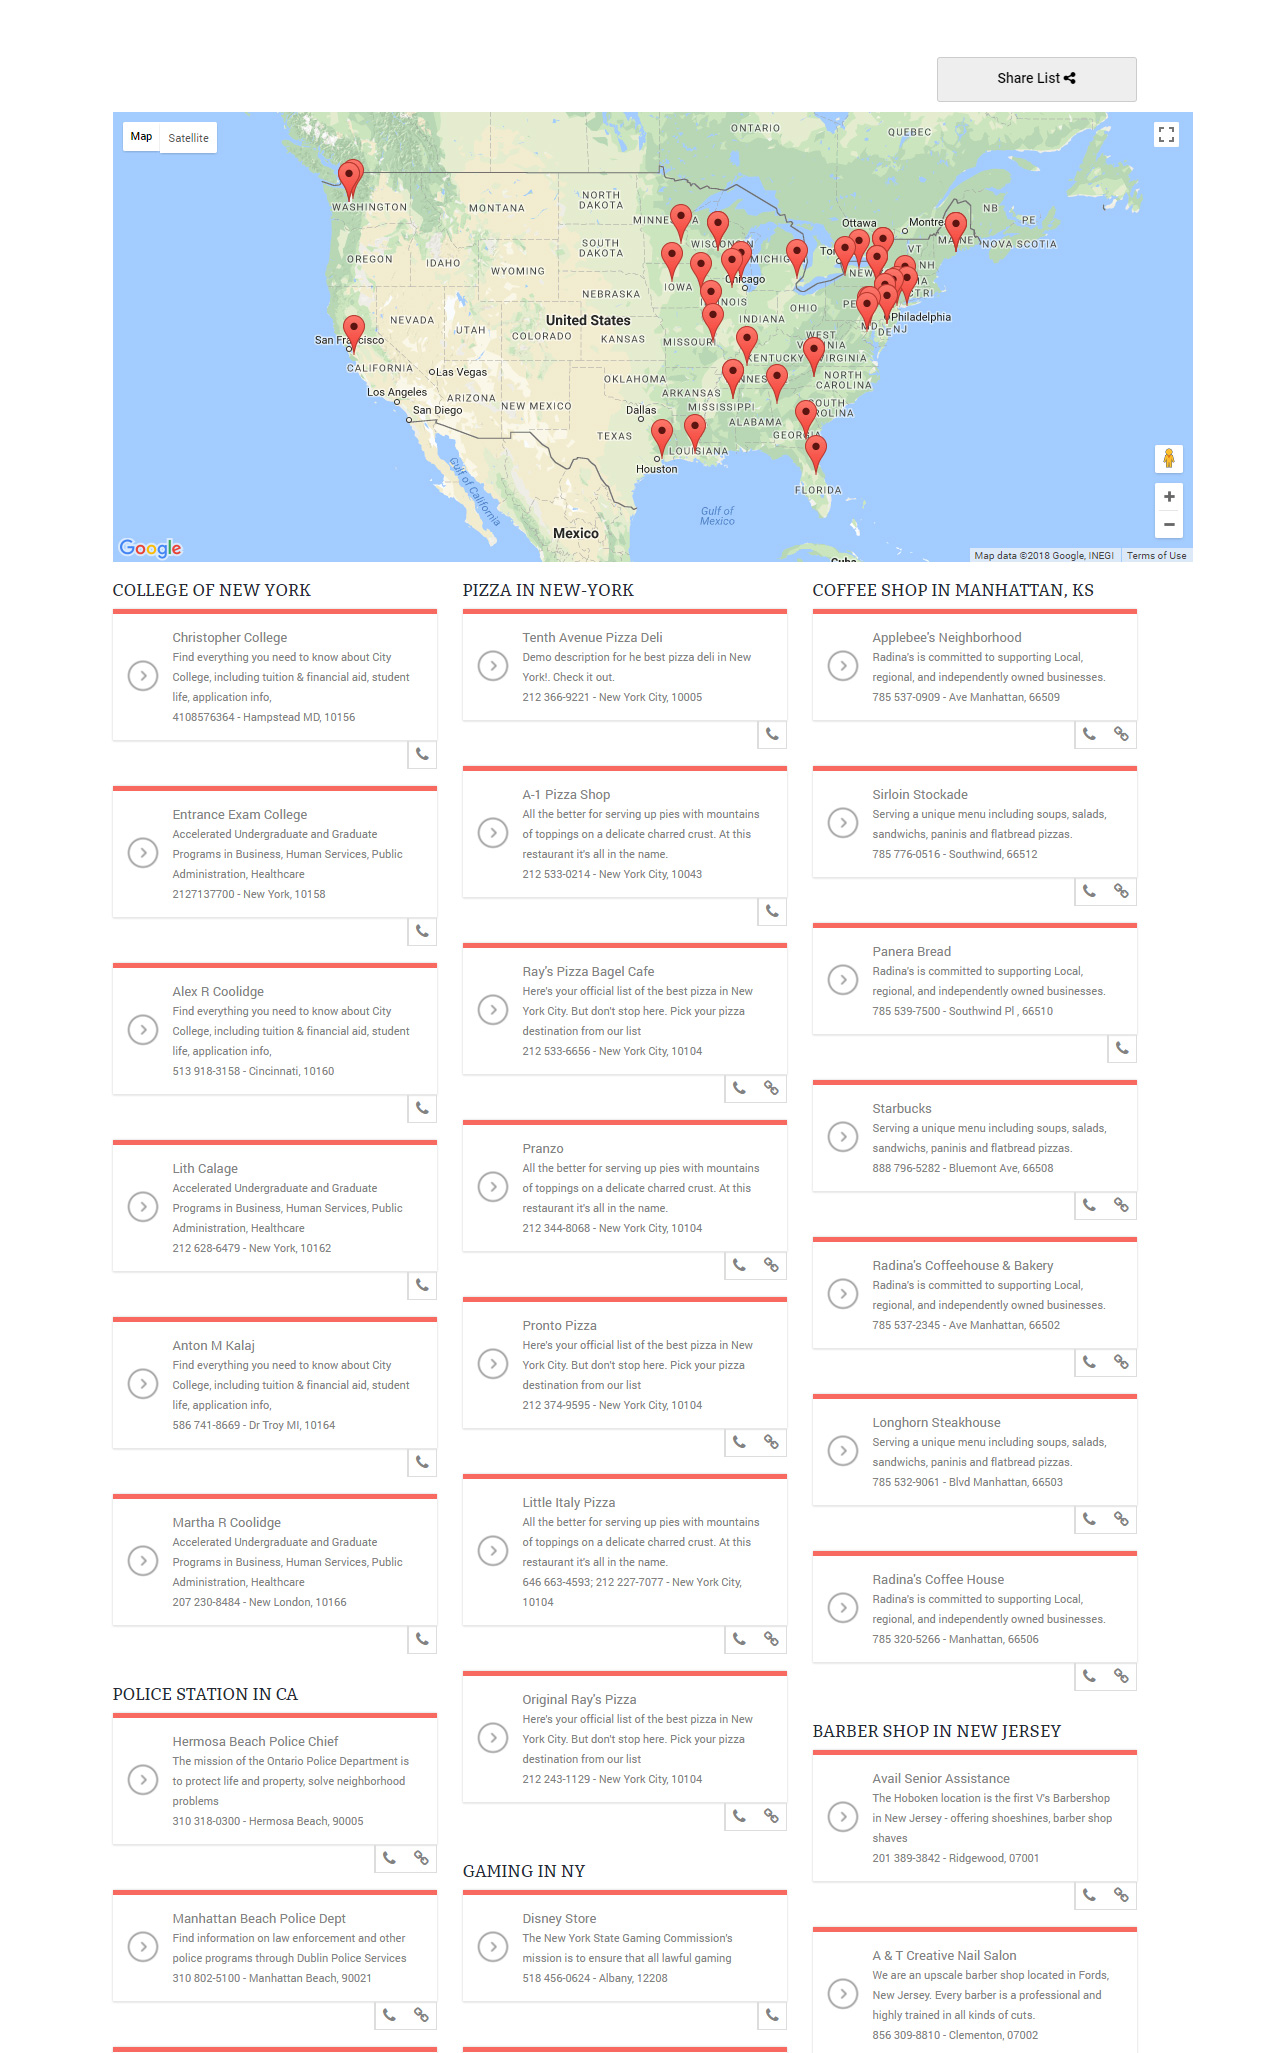 Share List
Map
Satellite
ONTARIO
QUEBEC
WASHINGTON
MONTANA
NORTH
DAKOTA
Ottawa
NB
PE
NOVA SCOTIA
VT
NH
OREGON
IDAHO
WYOMING
SOUTH
DAKOTA
MICHIG
IOWA
Chicago
NEW
NEBRASKA
OHIO
NEVADA
UTAH
COLORADO
United States
KANSAS
INDIANA
MISSOURI
Philadelphia
WEST
KENTUCKY
CALIFORNIA
Las Vegas
OKLAHOMA
ARKANSAS
NORTH
CAROLINA
Los Angeles
ARIZONA
NEW MEXICO
San Diego
Dallas
MISSISSIPPI
ALABAMA
TEXAS
LOUISIANA
Houston
FLORIDA
Gulf of California
Gulf of
Mexico
Mexico
Google
Map data ©2018 Google, INEGI
Terms of Use
COLLEGE OF NEW YORK
Christopher College
Find everything you need to know about City
College, including tuition & financial aid, student
life, application info,
4108576364 - Hampstead MD, 10156
Entrance Exam College
Accelerated Undergraduate and Graduate
Programs in Business, Human Services, Public
Administration, Healthcare
2127137700 - New York, 10158
Alex R Coolidge
Find everything you need to know about City
College, including tuition & financial aid, student
life, application info,
513 918-3158 - Cincinnati, 10160
Lith Calage
Accelerated Undergraduate and Graduate
Programs in Business, Human Services, Public
Administration, Healthcare
212 628-6479 - New York, 10162
Anton M Kalaj
Find everything you need to know about City
College, including tuition & financial aid, student
life, application info,
586 741-8669 - Dr Troy MI, 10164
Martha R Coolidge
Accelerated Undergraduate and Graduate
Programs in Business, Human Services, Public
Administration, Healthcare
207 230-8484 - New London, 10166
POLICE STATION IN CA
Hermosa Beach Police Chief
The mission of the Ontario Police Department is
to protect life and property, solve neighborhood
problems
310 318-0300 - Hermosa Beach, 90005
Manhattan Beach Police Dept
Find information on law enforcement and other
police programs through Dublin Police Services
310 802-5100 - Manhattan Beach, 90021
PIZZA IN NEW-YORK
Tenth Avenue Pizza Deli
Demo description for he best pizza deli in New
York!. Check it out.
212 366-9221 - New York City, 10005
A-1 Pizza Shop
All the better for serving up pies with mountains
of toppings on a delicate charred crust. At this
restaurant it's all in the name.
212 533-0214 - New York City, 10043
Ray's Pizza Bagel Cafe
Here's your official list of the best pizza in New
York City. But don't stop here. Pick your pizza
destination from our list
212 533-6656 - New York City, 10104
Pranzo
All the better for serving up pies with mountains
of toppings on a delicate charred crust. At this
restaurant it's all in the name.
212 344-8068 - New York City, 10104
Pronto Pizza
Here's your official list of the best pizza in New
York City. But don't stop here. Pick your pizza
destination from our list
212 374-9595 - New York City, 10104
Little Italy Pizza
All the better for serving up pies with mountains
of toppings on a delicate charred crust. At this
restaurant it's all in the name.
646 663-4593; 212 227-7077 - New York City,
10104
Original Ray's Pizza
Here's your official list of the best pizza in New
York City. But don't stop here. Pick your pizza
destination from our list
212 243-1129 - New York City, 10104
GAMING IN NY
Disney Store
The New York State Gaming Commission's
mission is to ensure that all lawful gaming
518 456-0624 - Albany, 12208
COFFEE SHOP IN MANHATTAN, KS
Applebee's Neighborhood
Radina's is committed to supporting Local,
regional, and independently owned businesses.
785 537-0909 - Ave Manhattan, 66509
Sirloin Stockade
Serving a unique menu including soups, salads,
sandwichs, paninis and flatbread pizzas.
785 776-0516 - Southwind, 66512
Panera Bread
Radina's is committed to supporting Local,
regional, and independently owned businesses.
785 539-7500 - Southwind Pl , 66510
Starbucks
Serving a unique menu including soups, salads,
sandwichs, paninis and flatbread pizzas.
888 796-5282 - Bluemont Ave, 66508
Radina's Coffeehouse & Bakery
Radina's is committed to supporting Local,
regional, and independently owned businesses.
785 537-2345 - Ave Manhattan, 66502
Longhorn Steakhouse
Serving a unique menu including soups, salads,
sandwichs, paninis and flatbread pizzas.
785 532-9061 - Blvd Manhattan, 66503
Radina's Coffee House
Radina's is committed to supporting Local,
regional, and independently owned businesses.
785 320-5266 - Manhattan, 66506
BARBER SHOP IN NEW JERSEY
Avail Senior Assistance
The Hoboken location is the first V's Barbershop
in New Jersey - offering shoeshines, barber shop
shaves
201 389-3842 - Ridgewood, 07001
A & T Creative Nail Salon
We are an upscale barber shop located in Fords,
New Jersey. Every barber is a professional and
highly trained in all kinds of cuts.
856 309-8810 - Clementon, 07002